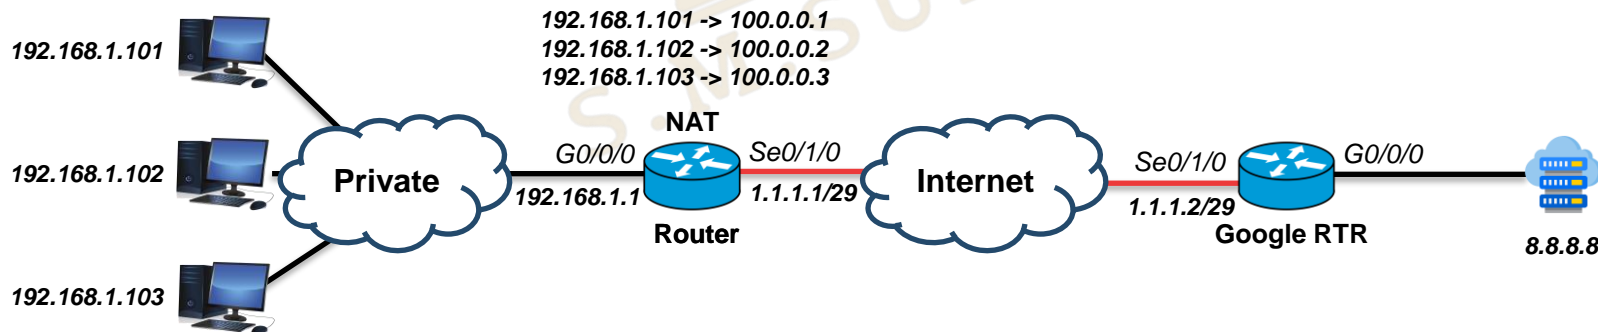 192.168.1.101 -> 100.0.0.1
192.168.1.102 -> 100.0.0.2
192.168.1.103 -> 100.0.0.3
192.168.1.101
192.168.1.102
192.168.1.103
Private
G0/0/0
192.168.1.1
NAT
Router
Se0/1/0
1.1.1.1/29
Internet
Se0/1/0
1.1.1.2/29
Google RTR
G0/0/0
8.8.8.8
S.M.SU